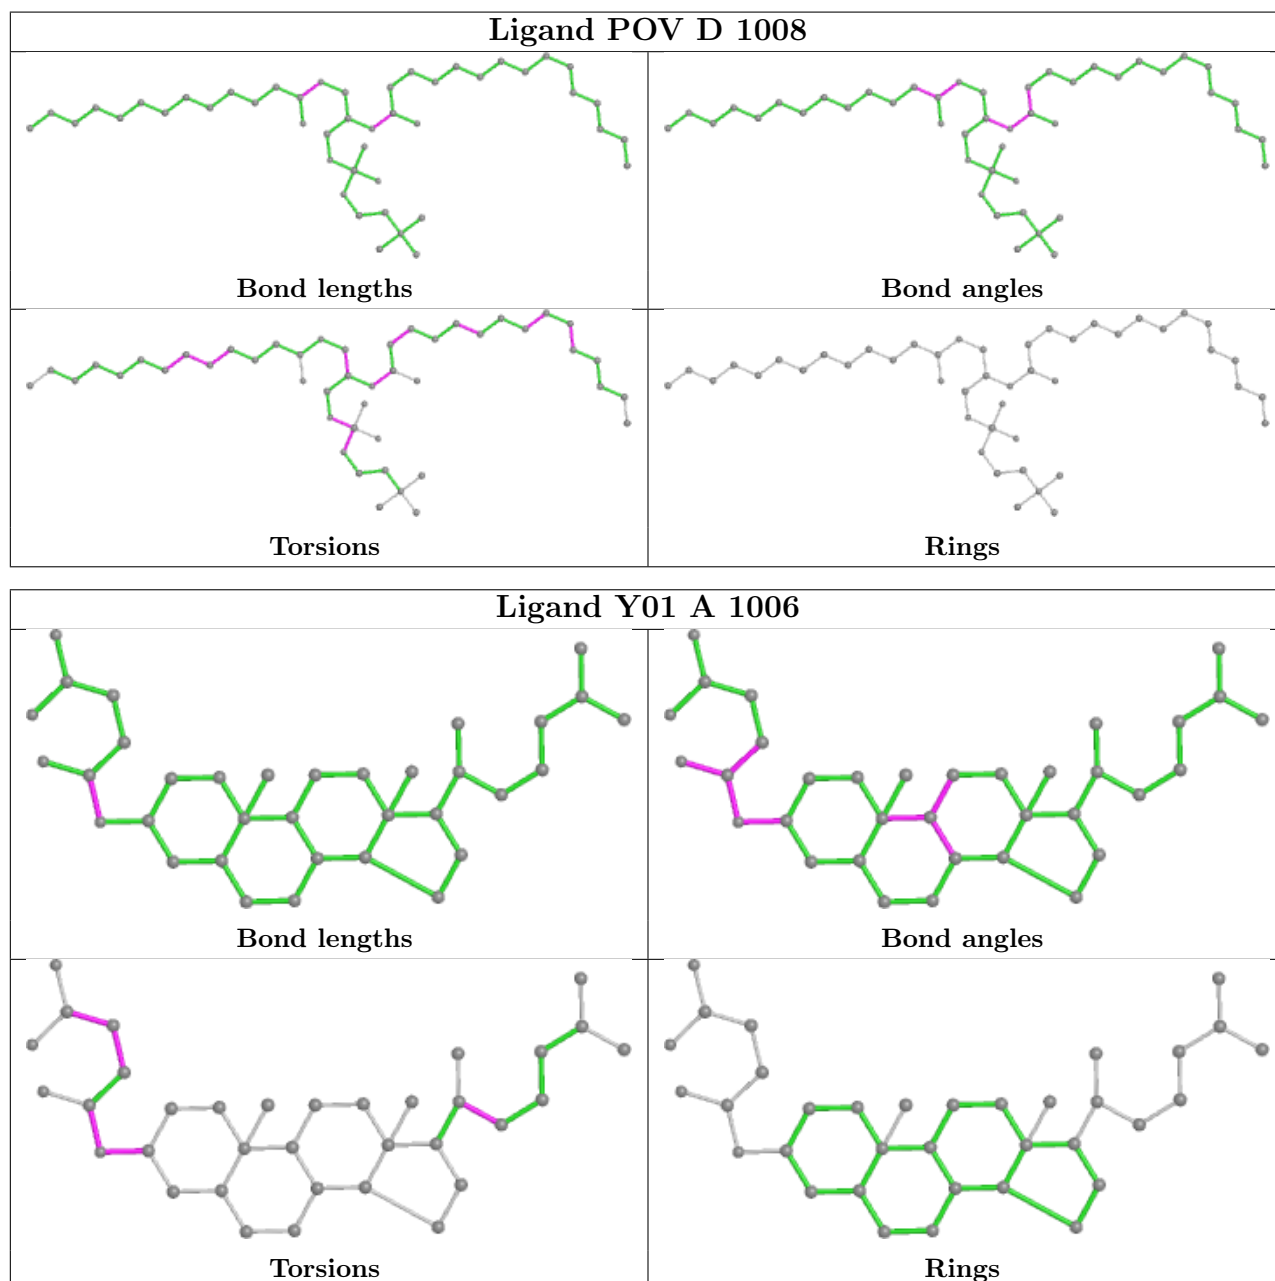 Ligand POV D 1008
Bond lengths
Bond angles
Torsions
Rings
Ligand Y01 A 1006
Bond lengths
Bond angles
Torsions
Rings